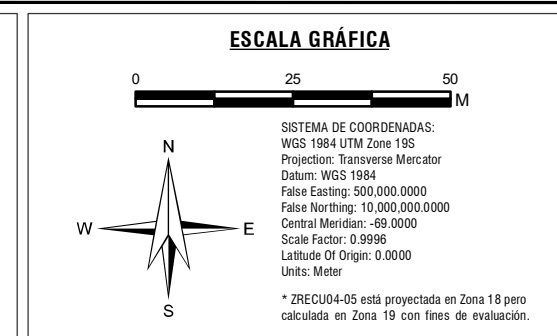 ESCALA GRÁFICA
0 25 50
M
N
W E
S
SISTEMA DE COORDENADAS:
WGS 1984 UTM Zone 19S
Projection: Transverse Mercator
Datum: WGS 1984
False Easting: 500,000.0000
False Northing: 10,000,000.0000
Central Meridian: -69.0000
Scale Factor: 0.9996
Latitude Of Origin: 0.0000
Units: Meter
* ZRECU04-05 está proyectada en Zona 18 pero
calculada en Zona 19 con fines de evaluación.